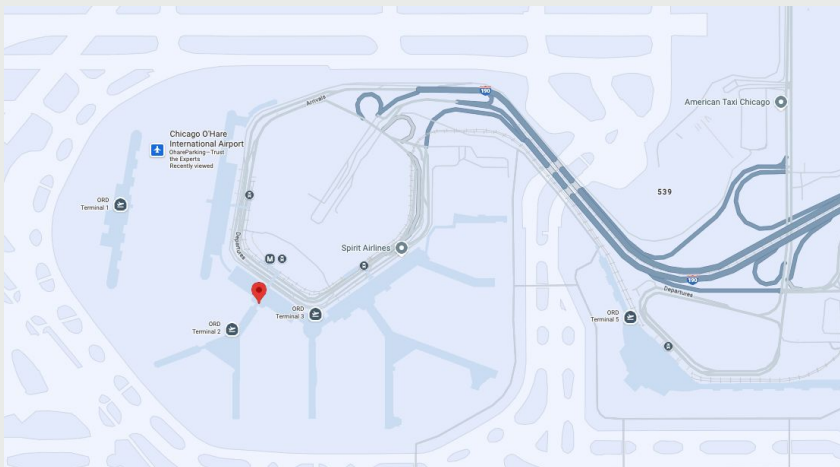 190
American Taxi Chicago
Arrivals
Chicago O'Hare
International Airport
OhareParking—Trust
the Experts
Recently viewed
539
ORD
Terminal 1
Departures
Spirit Airlines
M
190
Departures
ORD
Terminal 3
ORD
Terminal 5
ORD
Terminal 2